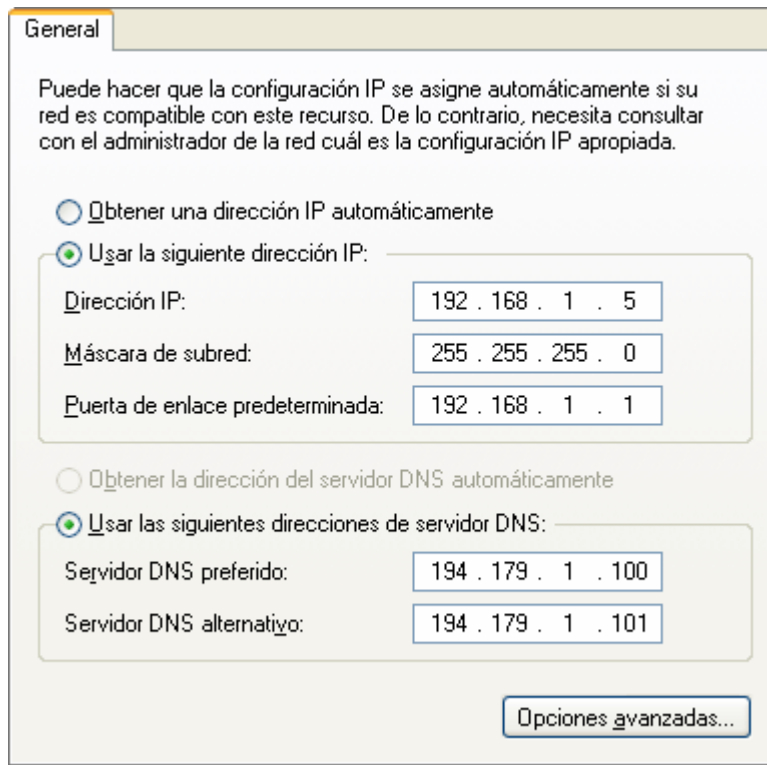 General
Puede hacer que la configuración IP se asigne automáticamente si su
red es compatible con este recurso. De lo contrario, necesita consultar
con el administrador de la red cuál es la configuración IP apropiada.
Obtener una dirección IP automáticamente
Usar la siguiente dirección IP:
Dirección IP: 192 . 168 . 1 . 5
Máscara de subred: 255 . 255 . 255 . 0
Puerta de enlace predeterminada: 192 . 168 . 1 . 1
Obtener la dirección del servidor DNS automáticamente
Usar las siguientes direcciones de servidor DNS:
Servidor DNS preferido: 194 . 179 . 1 . 100
Servidor DNS alternativo: 194 . 179 . 1 . 101
Opciones avanzadas...